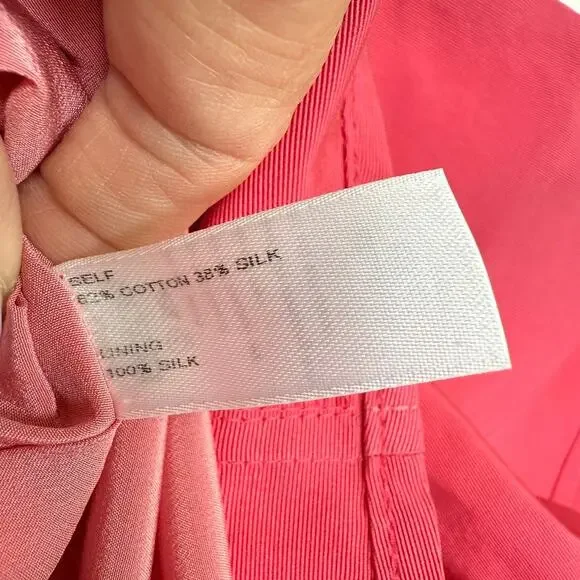 SELF
62% COTTON 38% SILK
LINING
100% SILK